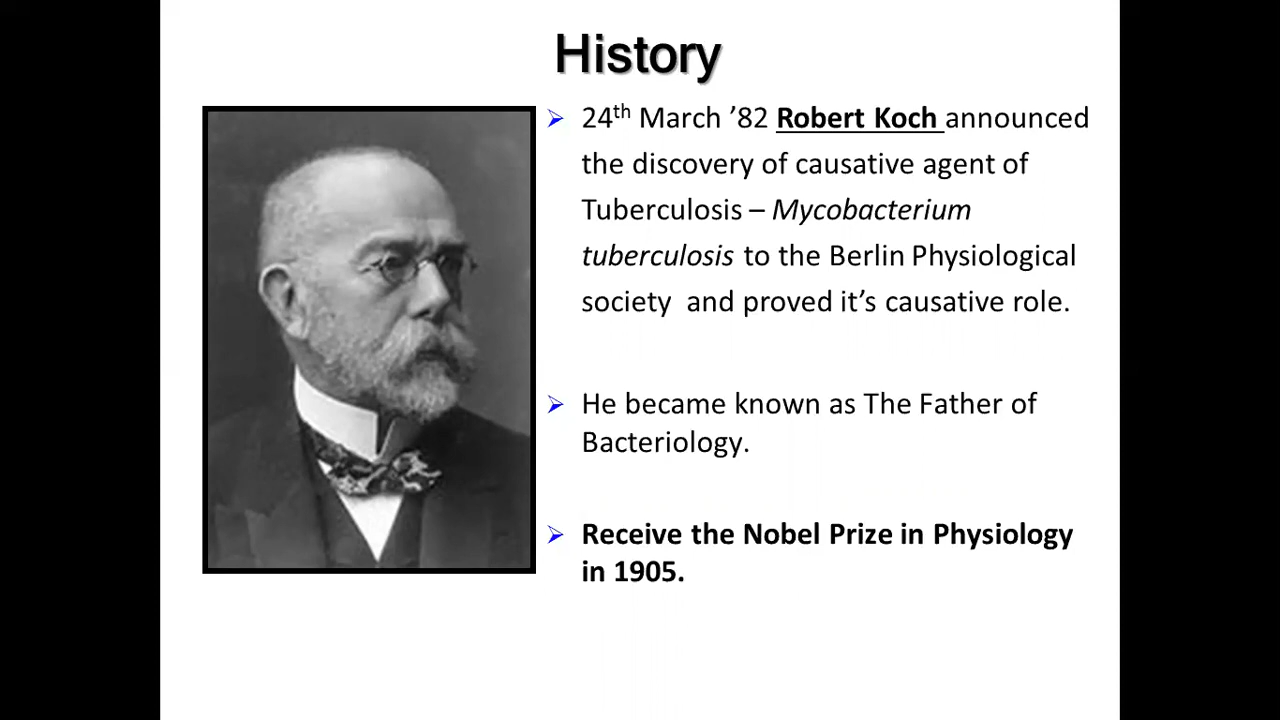 History
24th March ’82 Robert Koch announced
the discovery of causative agent of
Tuberculosis – Mycobacterium
tuberculosis to the Berlin Physiological
society and proved it’s causative role.
He became known as The Father of
Bacteriology.
Receive the Nobel Prize in Physiology
in 1905.